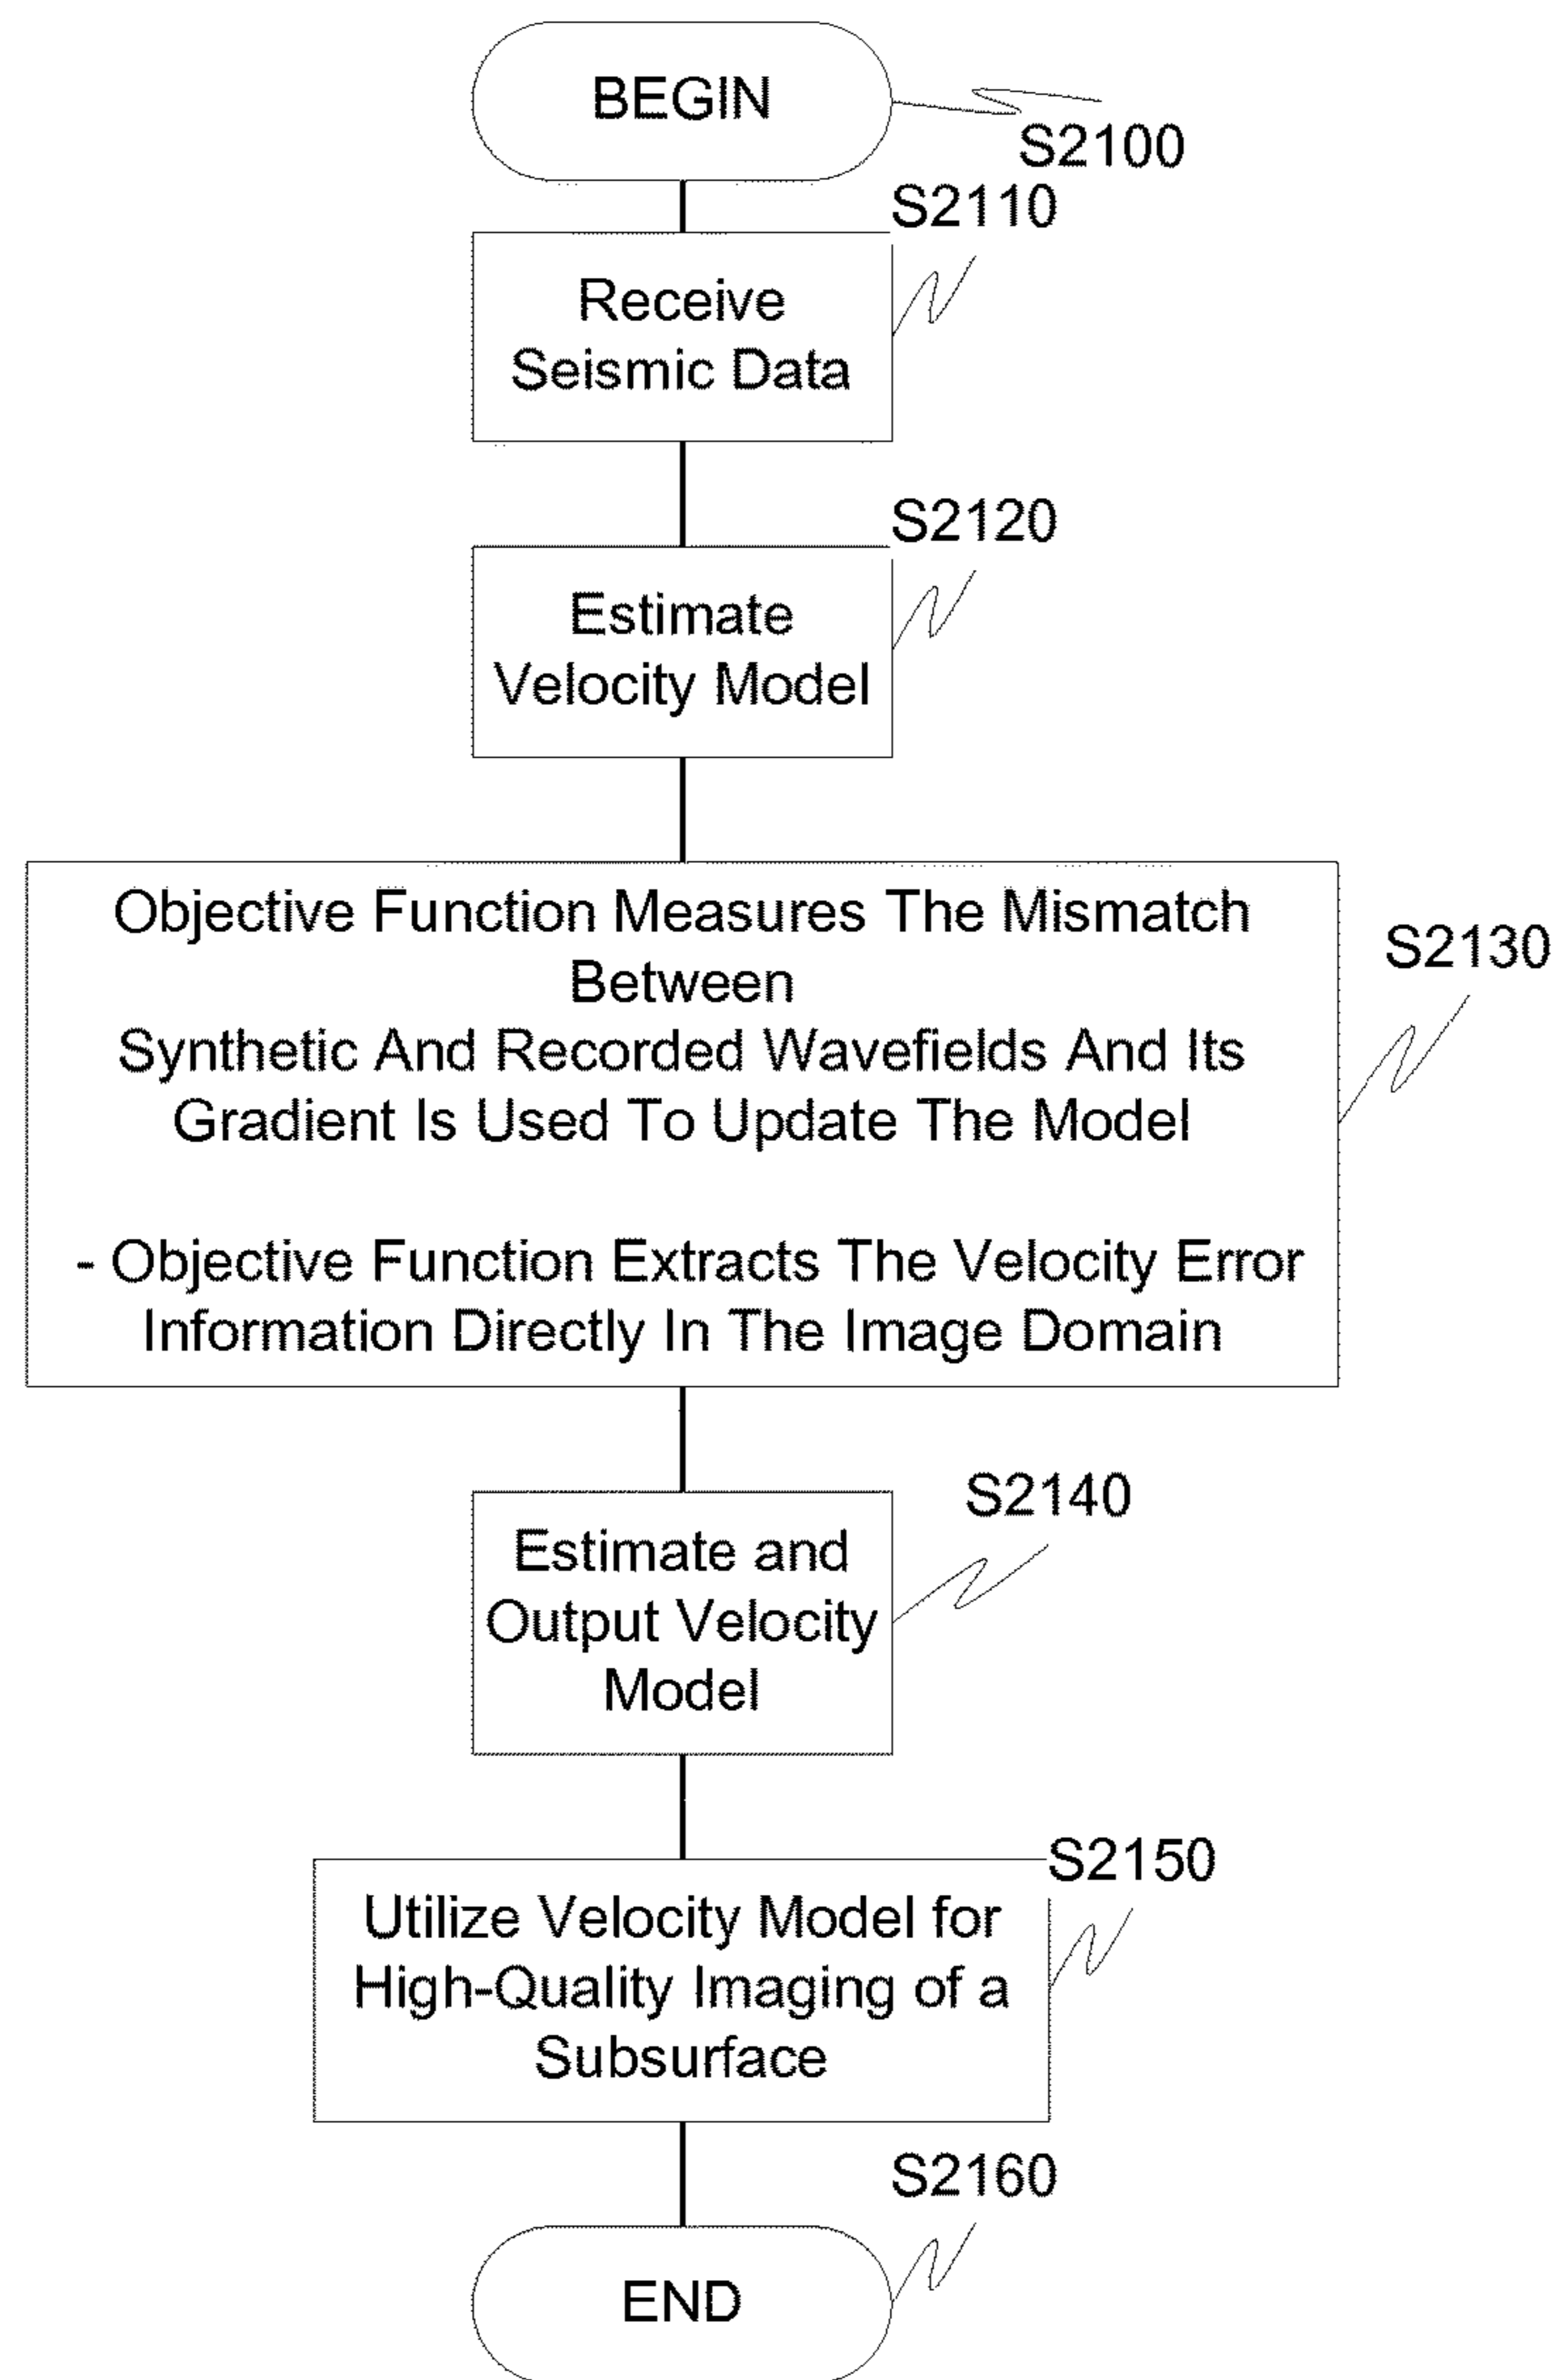 BEGIN
S2100
S2110
Receive
Seismic Data
S2120
Estimate
Velocity Model
Objective Function Measures The Mismatch
Between
Synthetic And Recorded Wavefields And Its
Gradient Is Used To Update The Model
- Objective Function Extracts The Velocity Error
Information Directly In The Image Domain
S2130
S2140
Estimate and
Output Velocity
Model
S2150
Utilize Velocity Model for
High-Quality Imaging of a
Subsurface
S2160
END